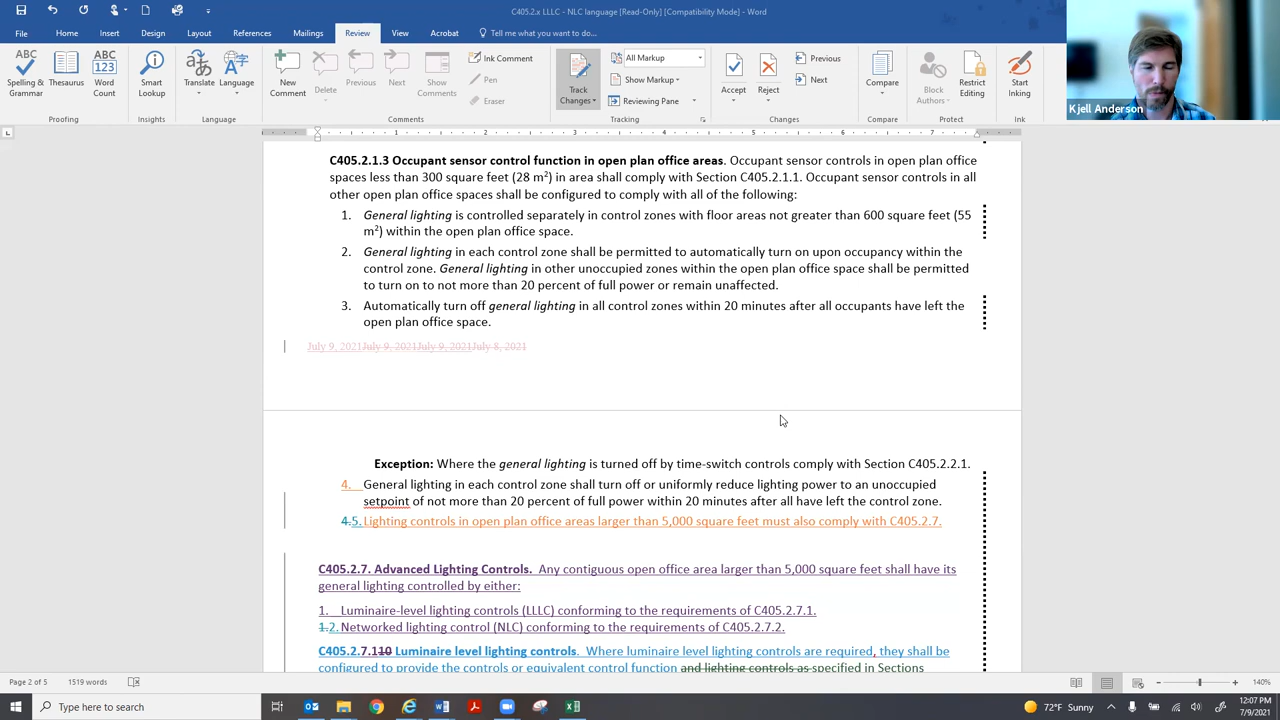 C405.2.x LLLC - NLC language [Read-Only] [Compatibility Mode] - Word
File Home Insert Design Layout References Mailings Review View Acrobat Tell me what you want to do...
Spelling & Grammar
Thesaurus
Word Count
Proofing
Smart Lookup
Insights
Translate
Language
Language
New Comment
Delete
Previous
Next
Show Comments
Ink Comment
Pen
Eraser
Comments
Track Changes
All Markup
Show Markup
Reviewing Pane
Tracking
Accept
Reject
Previous
Next
Changes
Compare
Compare
Block Authors
Restrict Editing
Protect
Start Inking
Ink
Kjell Anderson
1 2 3 4 5 6 7
C405.2.1.3 Occupant sensor control function in open plan office areas. Occupant sensor controls in open plan office
spaces less than 300 square feet (28 m²) in area shall comply with Section C405.2.1.1. Occupant sensor controls in all
other open plan office spaces shall be configured to comply with all of the following:
1. General lighting is controlled separately in control zones with floor areas not greater than 600 square feet (55
m²) within the open plan office space.
2. General lighting in each control zone shall be permitted to automatically turn on upon occupancy within the
control zone. General lighting in other unoccupied zones within the open plan office space shall be permitted
to turn on to not more than 20 percent of full power or remain unaffected.
3. Automatically turn off general lighting in all control zones within 20 minutes after all occupants have left the
open plan office space.
July 9, 2021July 9, 2021July 9, 2021July 8, 2021
Exception: Where the general lighting is turned off by time-switch controls comply with Section C405.2.2.1.
4. General lighting in each control zone shall turn off or uniformly reduce lighting power to an unoccupied
setpoint of not more than 20 percent of full power within 20 minutes after all have left the control zone.
4.5. Lighting controls in open plan office areas larger than 5,000 square feet must also comply with C405.2.7.
C405.2.7. Advanced Lighting Controls. Any contiguous open office area larger than 5,000 square feet shall have its
general lighting controlled by either:
1. Luminaire-level lighting controls (LLLC) conforming to the requirements of C405.2.7.1.
1.2. Networked lighting control (NLC) conforming to the requirements of C405.2.7.2.
C405.2.7.110 Luminaire level lighting controls. Where luminaire level lighting controls are required, they shall be
configured to provide the controls or equivalent control function and lighting controls as specified in Sections
Page 2 of 5 1519 words 140%
Type here to search 72°F Sunny 12:07 PM
7/9/2021